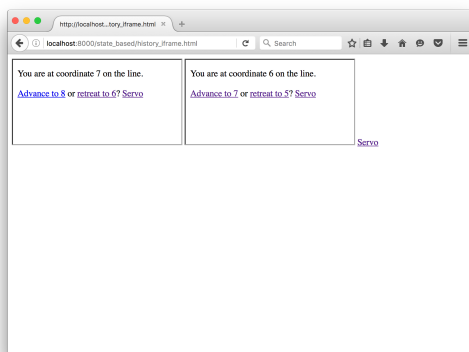 http://localhost...tory_iframe.html
localhost:8000/state_based/history_iframe.html
Search
You are at coordinate 7 on the line.
Advance to 8 or retreat to 6? Servo
You are at coordinate 6 on the line.
Advance to 7 or retreat to 5? Servo
Servo